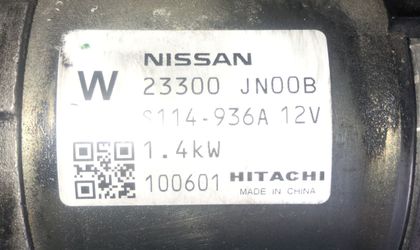 NISSAN
W 23300 JN00B
S114-936A 12V
1.4kW
100601 HITACHI
MADE IN CHINA